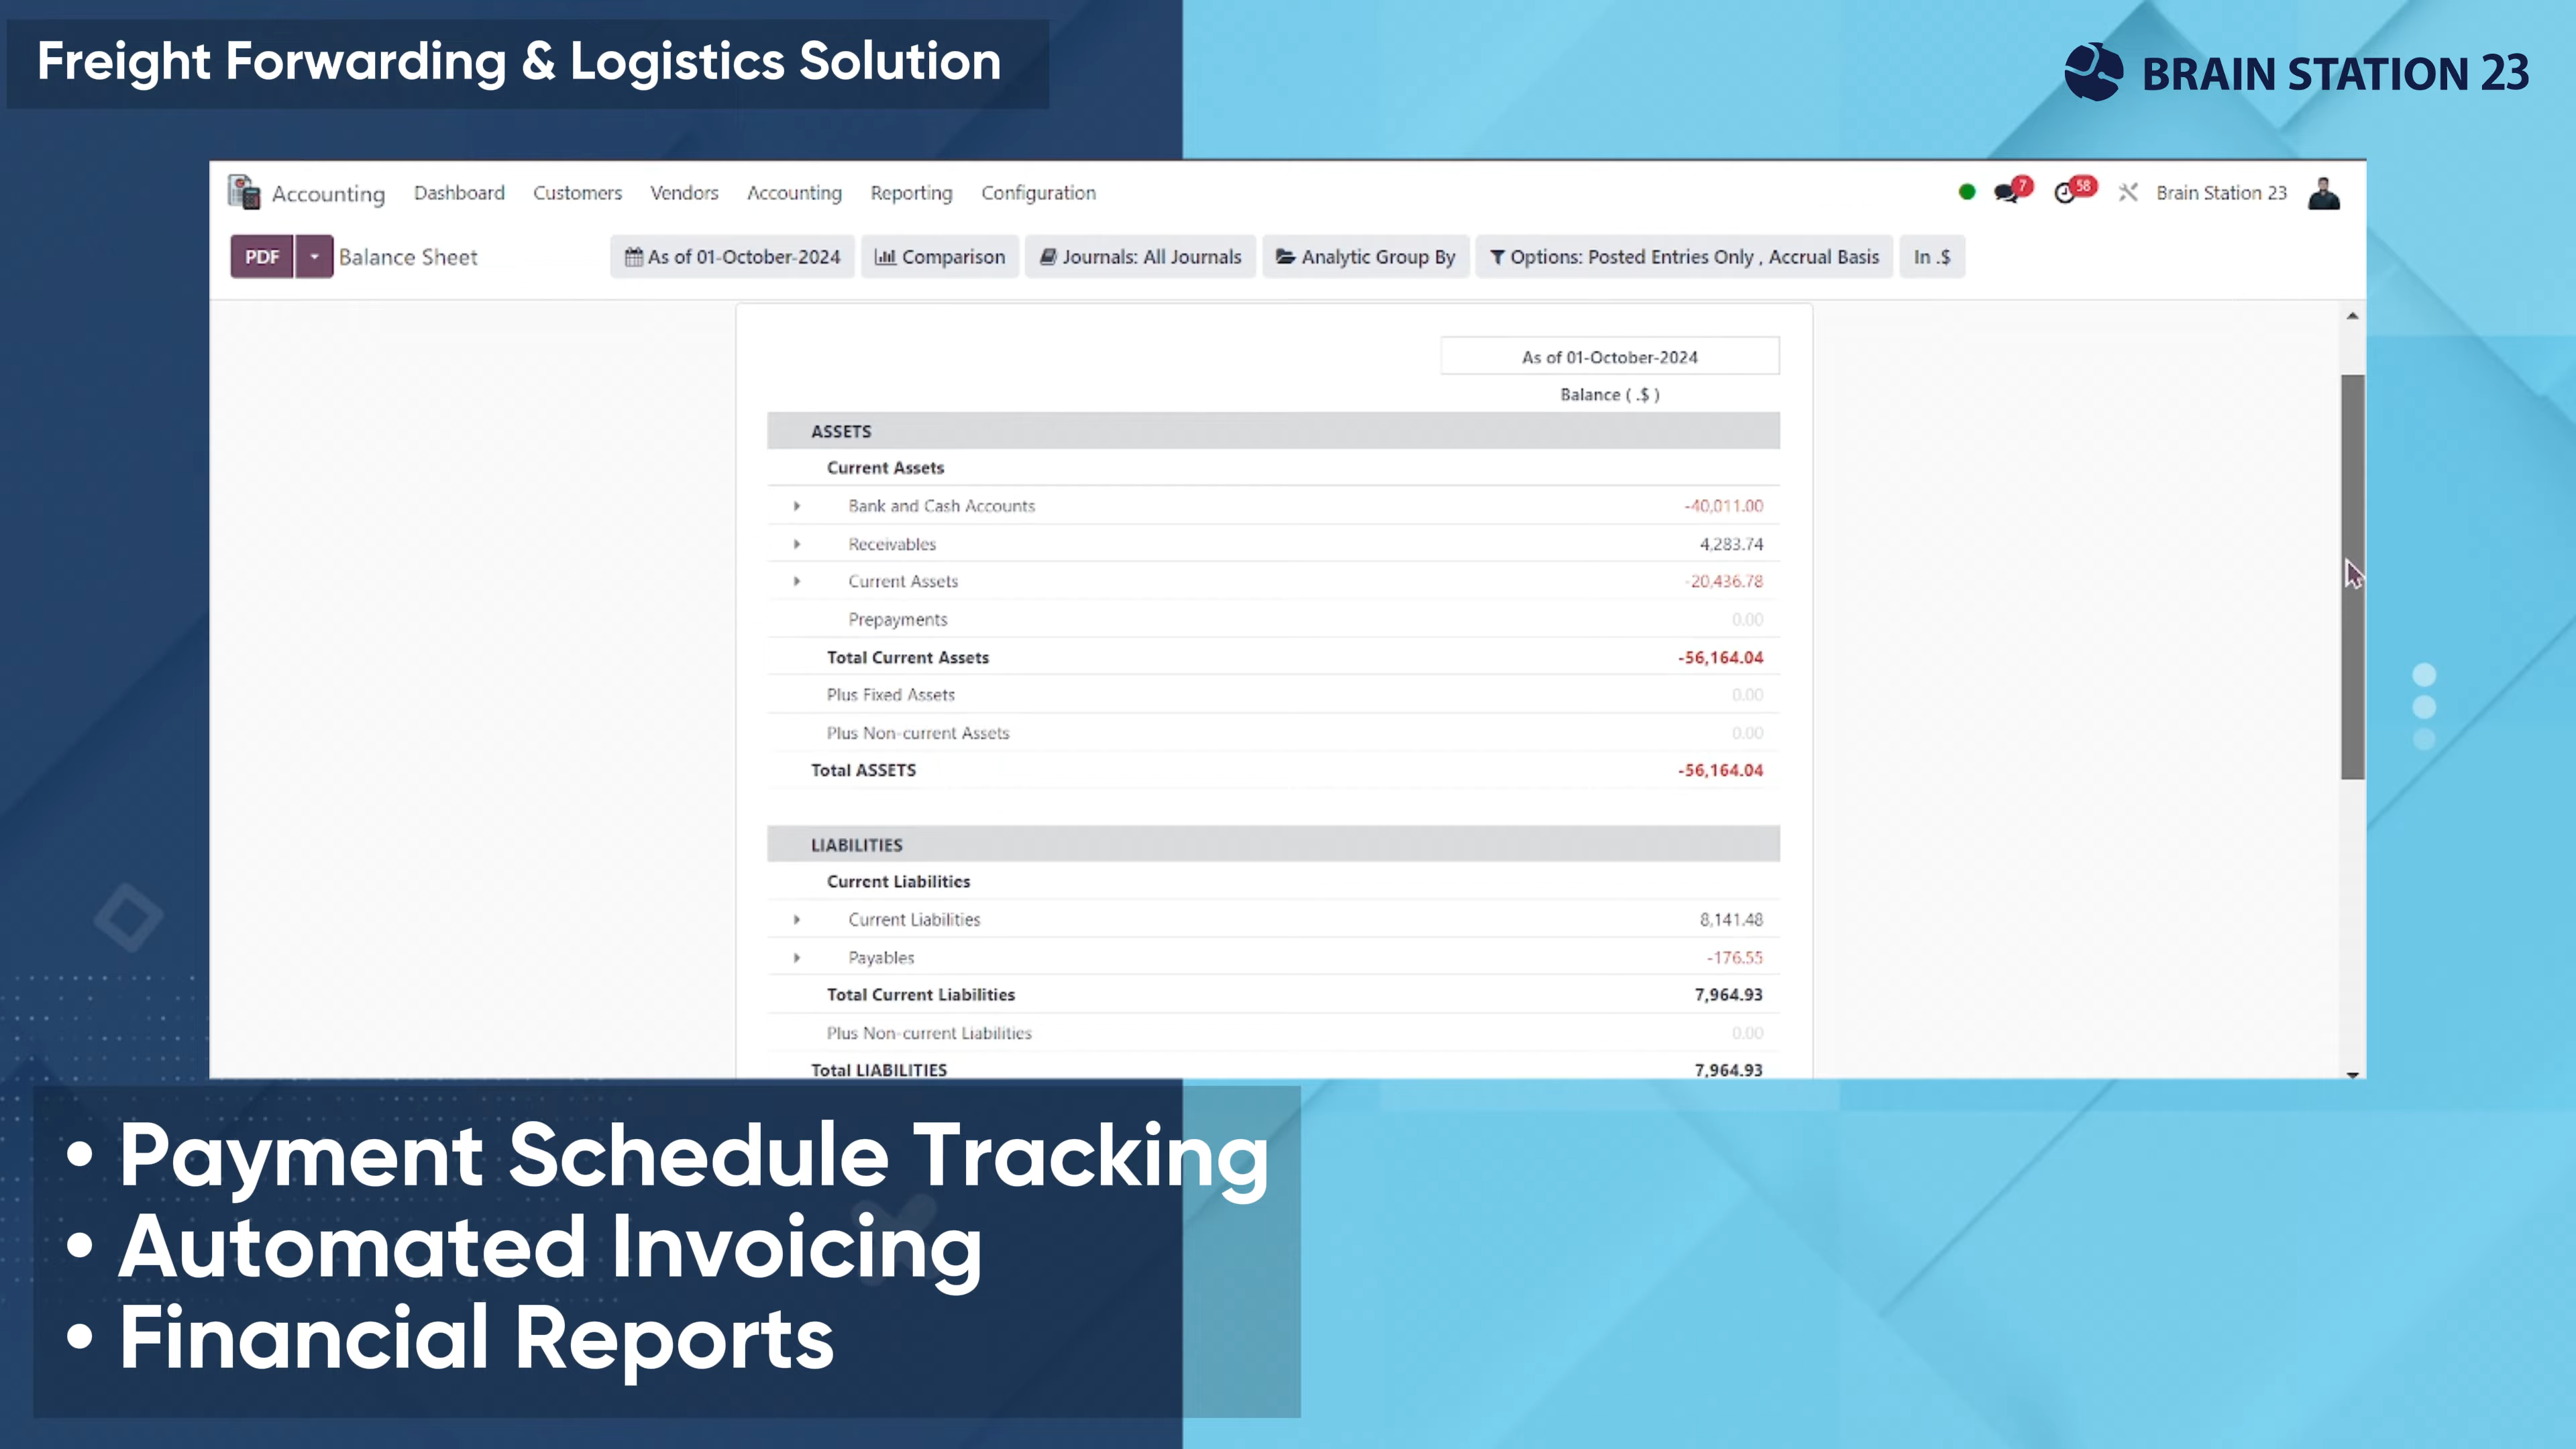 Freight Forwarding & Logistics Solution
BRAIN STATION 23
Accounting Dashboard Customers Vendors Accounting Reporting Configuration 7 58 Brain Station 23
PDF Balance Sheet As of 01-October-2024 Comparison Journals: All Journals Analytic Group By Options: Posted Entries Only , Accrual Basis In .$
As of 01-October-2024
Balance ( .$ )
ASSETS
Current Assets
Bank and Cash Accounts -40,011.00
Receivables 4,283.74
Current Assets -20,436.78
Prepayments 0.00
Total Current Assets -56,164.04
Plus Fixed Assets 0.00
Plus Non-current Assets 0.00
Total ASSETS -56,164.04
LIABILITIES
Current Liabilities
Current Liabilities 8,141.48
Payables -176.55
Total Current Liabilities 7,964.93
Plus Non-current Liabilities 0.00
Total LIABILITIES 7,964.93
• Payment Schedule Tracking
• Automated Invoicing
• Financial Reports